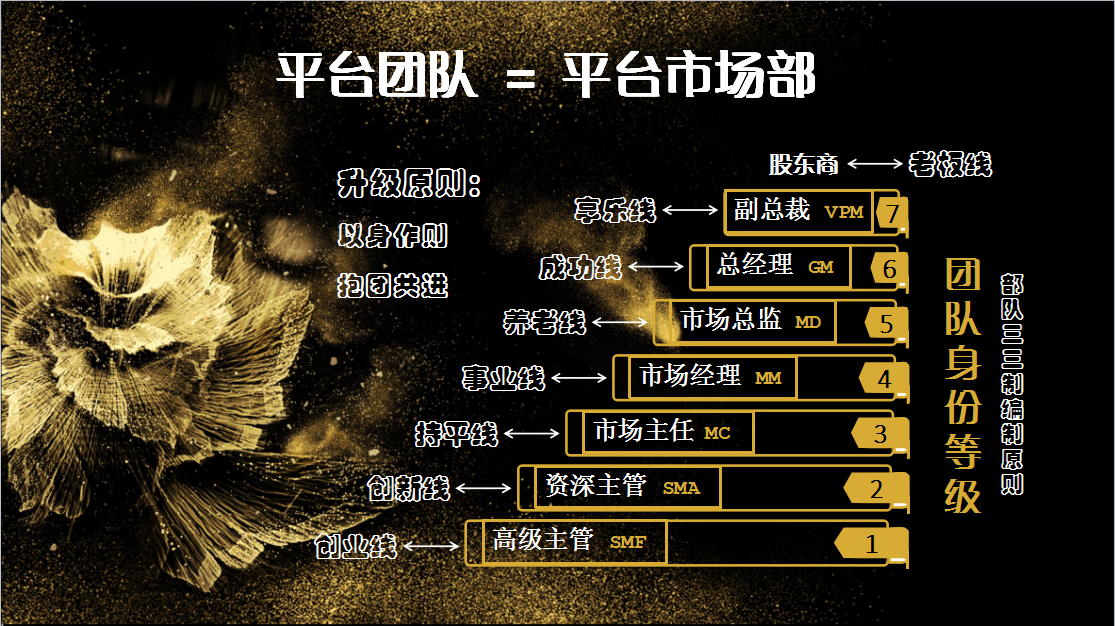 平台团队 = 平台市场部
升级原则:
以身作则
抱团共进
股东商 老板线
享乐线 副总裁 VPM 7
成功线 总经理 GM 6
养老线 市场总监 MD 5
事业线 市场经理 MM 4
持平线 市场主任 MC 3
创新线 资深主管 SMA 2
创业线 高级主管 SMF 1
团队身份等级
部队三三制编制原则